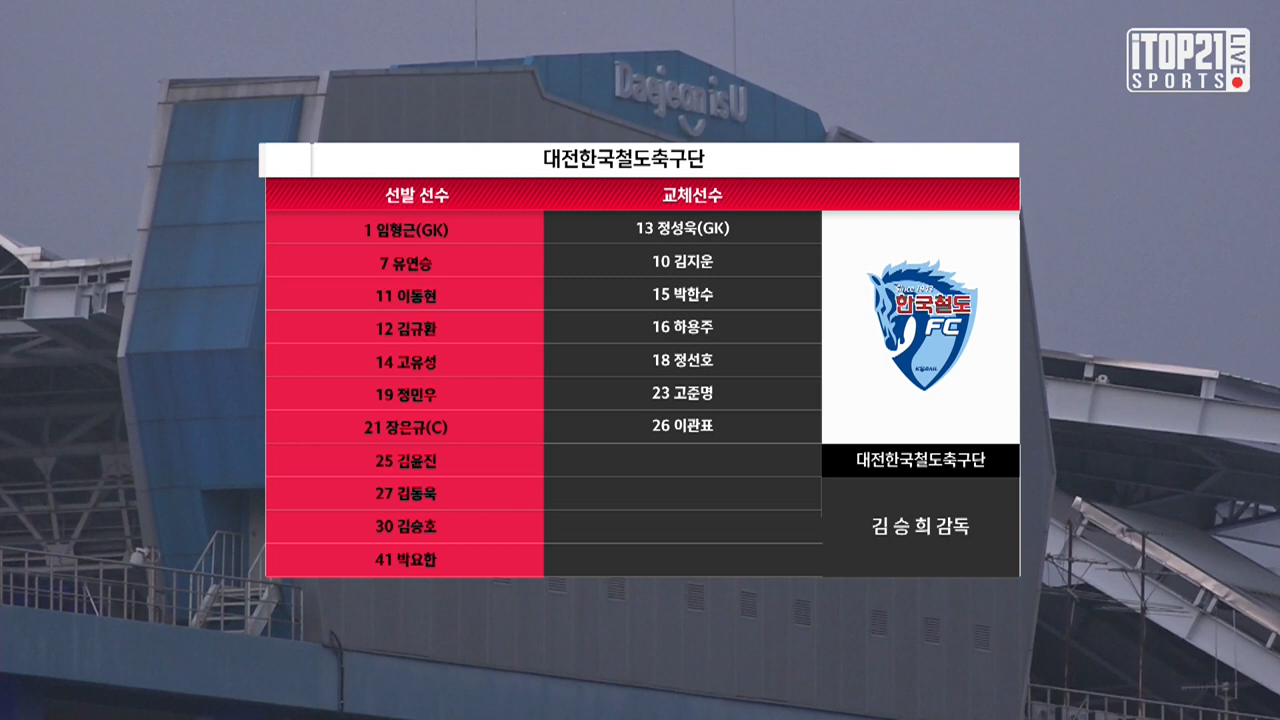 iTOP21
SPORTS
LIVE
Daejeon is U
대전한국철도축구단
선발 선수
교체선수
1 임형근(GK)
7 유연승
11 이동현
12 김규환
14 고유성
19 정민우
21 장은규(C)
25 김윤진
27 김동욱
30 김승호
41 박요한
13 정성욱(GK)
10 김지운
15 박한수
16 하용주
18 정선호
23 고준명
26 이관표
Since 1943
한국철도
FC
KORAIL
대전한국철도축구단
김 승 희 감독